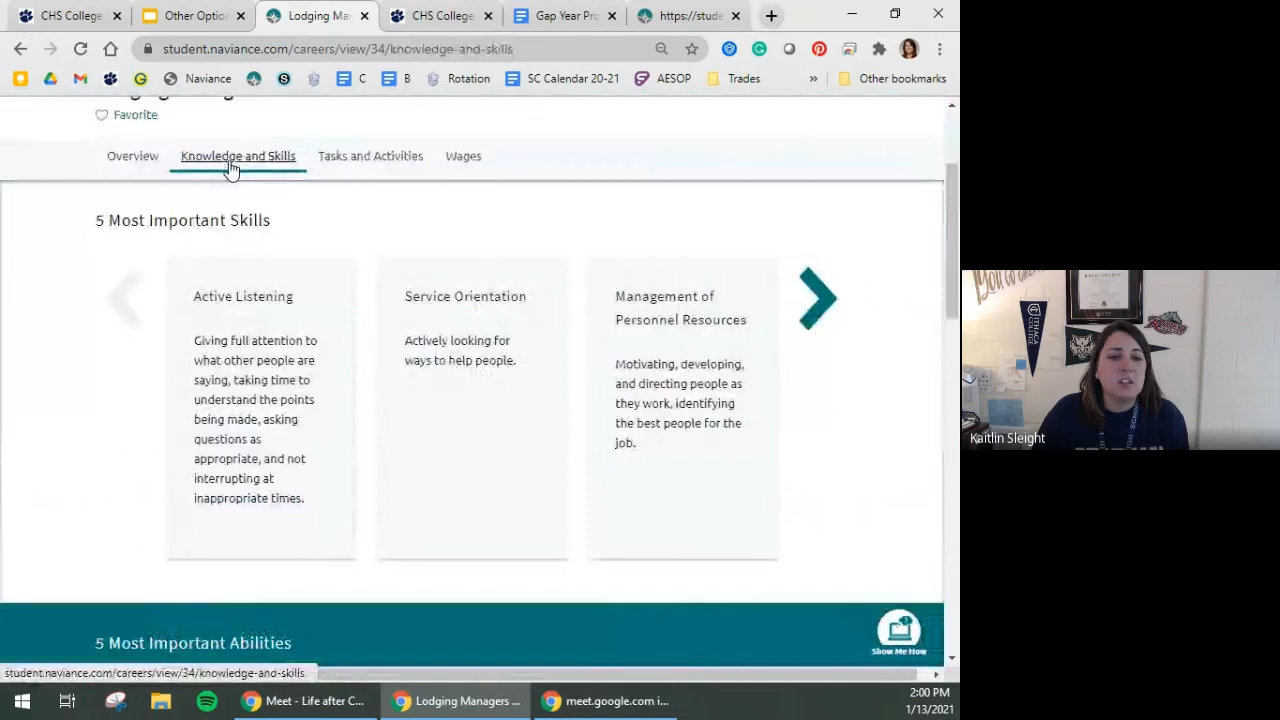 CHS College
Other Option
Lodging Man
CHS College
Gap Year Pro
https://stude
student.naviance.com/careers/view/34/knowledge-and-skills
Naviance
C
B
Rotation
SC Calendar 20-21
AESOP
Trades
Other bookmarks
Favorite
Overview
Knowledge and Skills
Tasks and Activities
Wages
5 Most Important Skills
Active Listening
Giving full attention to
what other people are
saying, taking time to
understand the points
being made, asking
questions as
appropriate, and not
interrupting at
inappropriate times.
Service Orientation
Actively looking for
ways to help people.
Management of
Personnel Resources
Motivating, developing,
and directing people as
they work, identifying
the best people for the
job.
5 Most Important Abilities
Show Me How
student.naviance.com/careers/view/34/knowledge-and-skills
Meet - Life after C...
Lodging Managers ...
meet.google.com i...
2:00 PM
1/13/2021
ITHACA
COLLEGE
Kaitlin Sleight